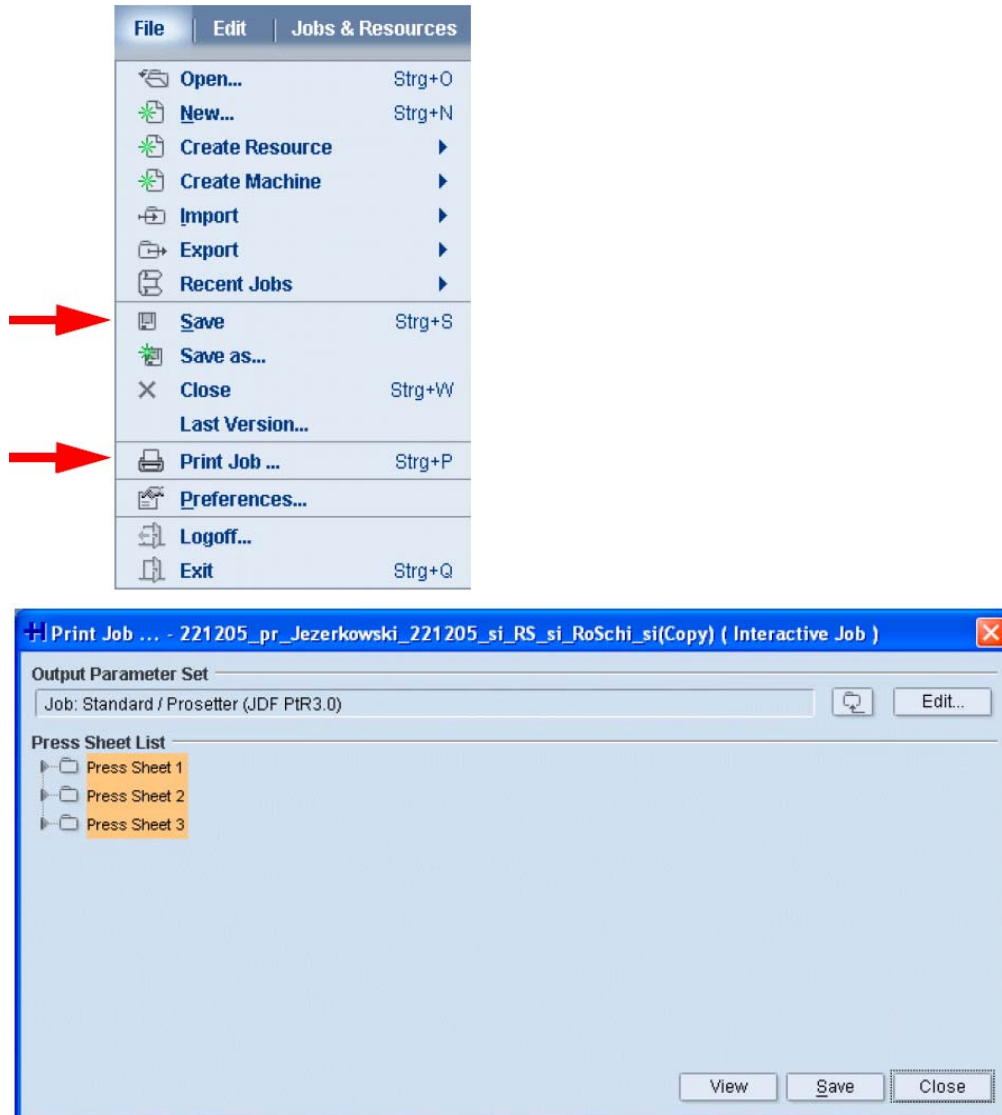 File Edit Jobs & Resources
Open... Strg+O
New... Strg+N
Create Resource
Create Machine
Import
Export
Recent Jobs
Save Strg+S
Save as...
Close Strg+W
Last Version...
Print Job ... Strg+P
Preferences...
Logoff...
Exit Strg+Q
Print Job ... - 221205_pr_Jezerkowski_221205_si_RS_si_RoSchi_si(Copy) ( Interactive Job )
Output Parameter Set
Job: Standard / Prosetter (JDF PtR3.0) Edit...
Press Sheet List
Press Sheet 1
Press Sheet 2
Press Sheet 3
View Save Close